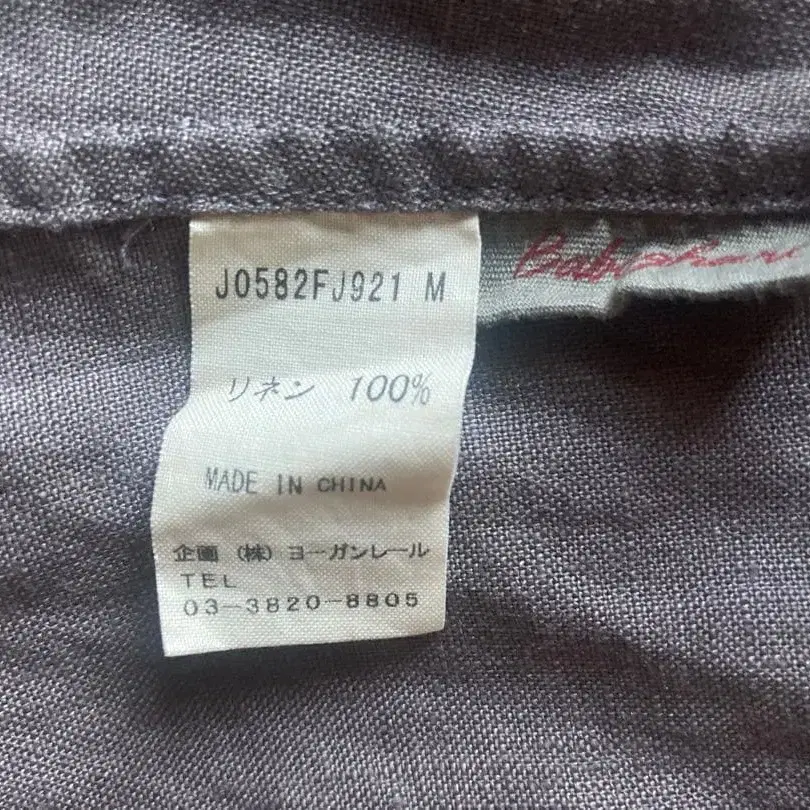 J0582FJ921 M
リネン 100%
MADE IN CHINA
企画 (株) ヨーガンレール
TEL
03-3820-8805